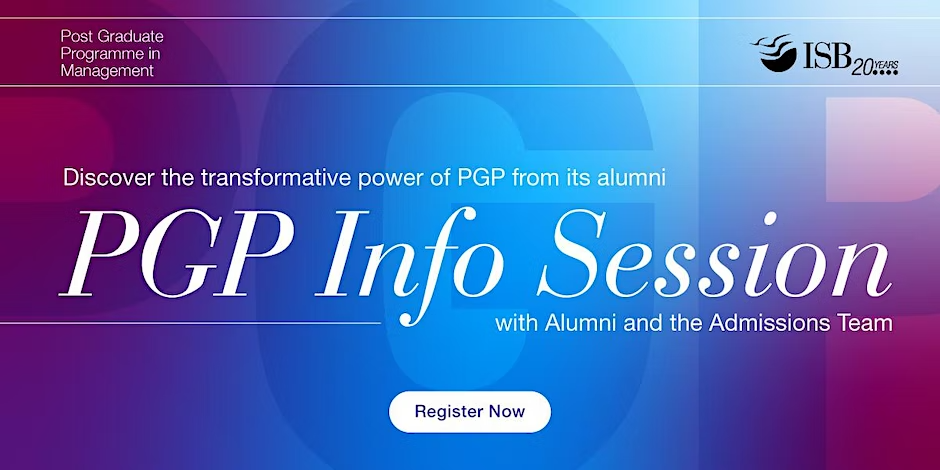 Post Graduate
Programme in
Management
ISB 20 YEARS
Discover the transformative power of PGP from its alumni
PGP Info Session
with Alumni and the Admissions Team
Register Now